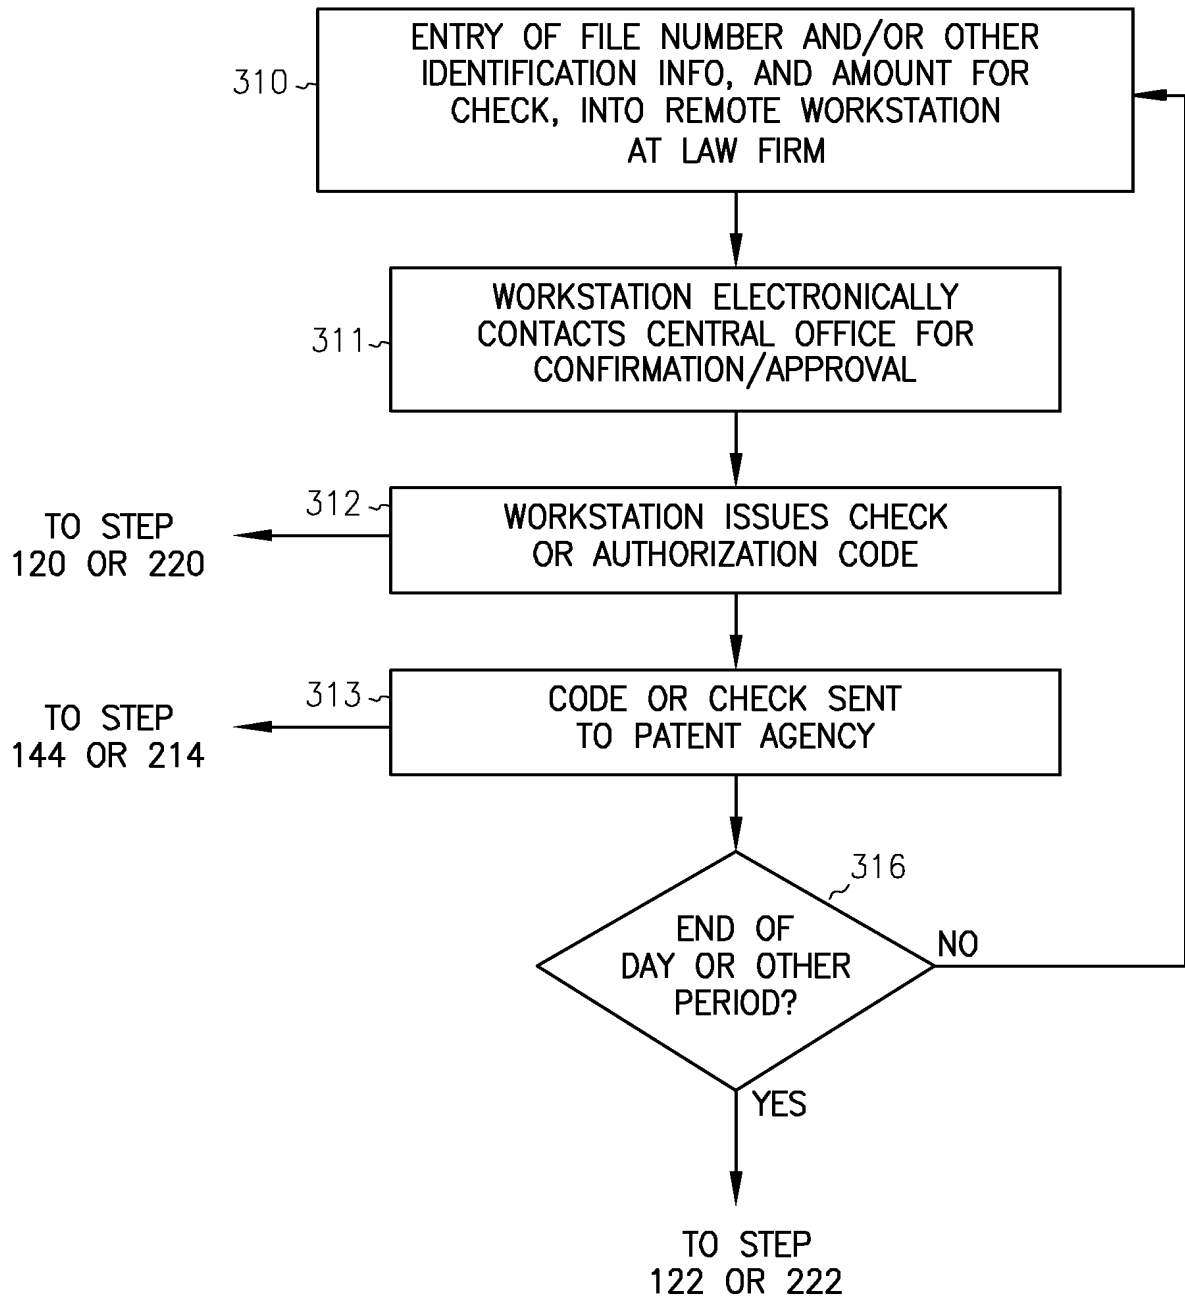 310
ENTRY OF FILE NUMBER AND/OR OTHER
IDENTIFICATION INFO, AND AMOUNT FOR
CHECK, INTO REMOTE WORKSTATION
AT LAW FIRM
311
WORKSTATION ELECTRONICALLY
CONTACTS CENTRAL OFFICE FOR
CONFIRMATION/APPROVAL
312
WORKSTATION ISSUES CHECK
OR AUTHORIZATION CODE
TO STEP
120 OR 220
313
CODE OR CHECK SENT
TO PATENT AGENCY
TO STEP
144 OR 214
316
END OF
DAY OR OTHER
PERIOD?
NO
YES
TO STEP
122 OR 222